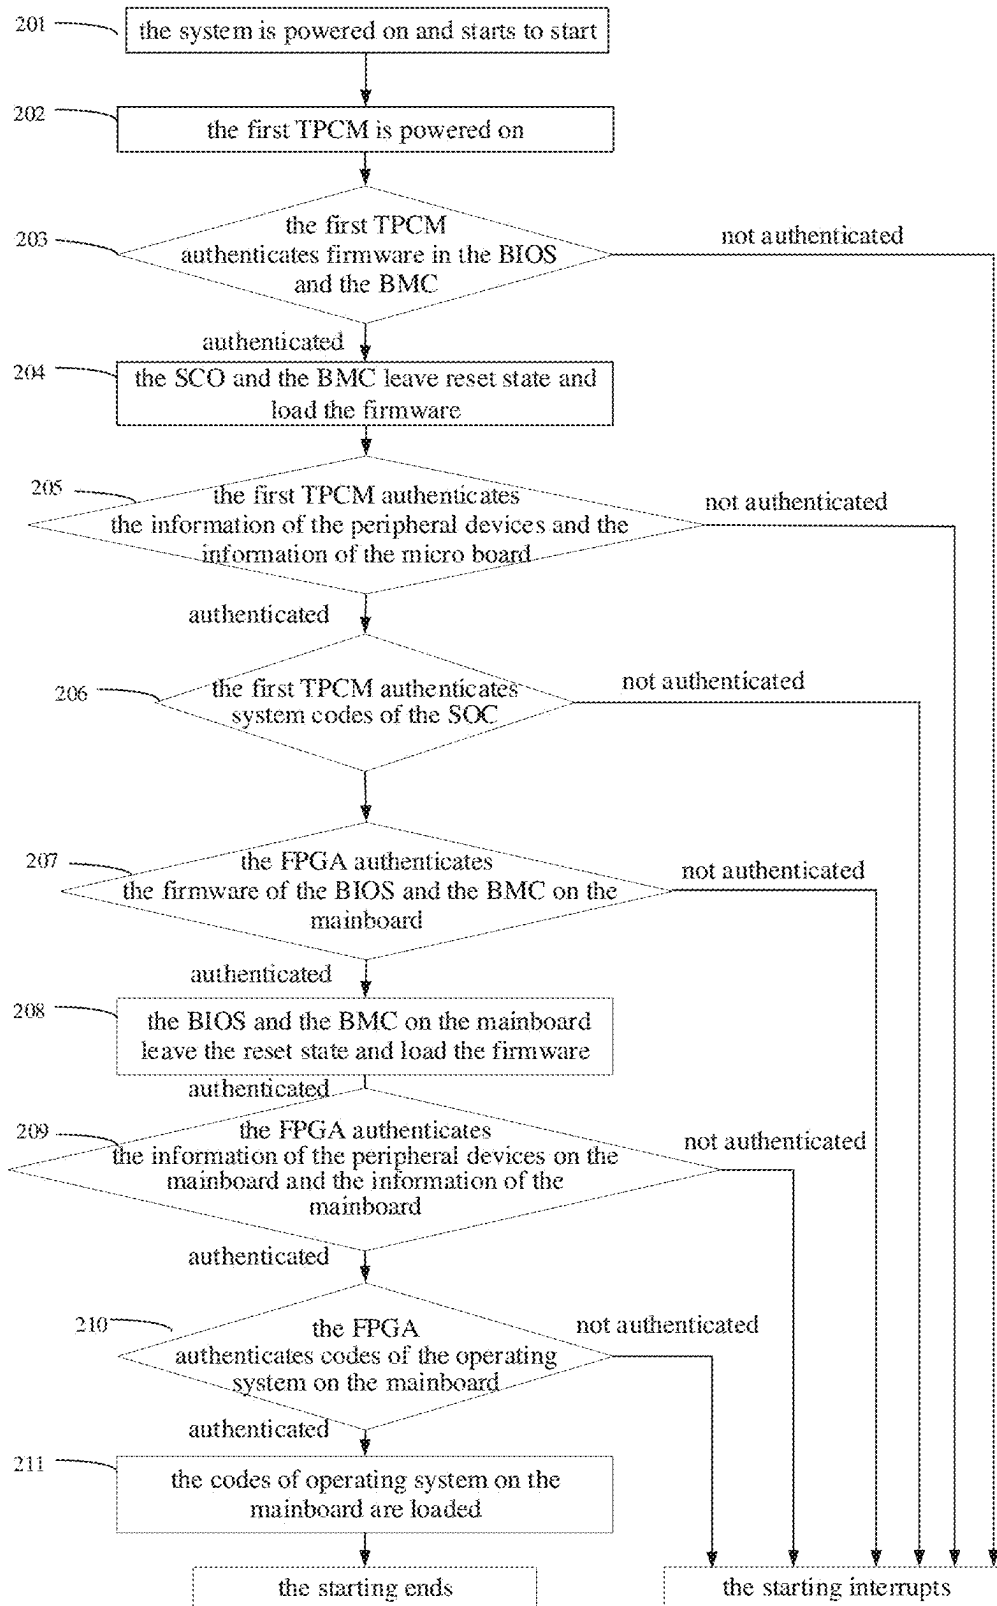 201
the system is powered on and starts to start
202
the first TPCM is powered on
203
the first TPCM
authenticates firmware in the BIOS
and the BMC
not authenticated
authenticated
204
the SCO and the BMC leave reset state and
load the firmware
205
the first TPCM authenticates
the information of the peripheral devices and the
information of the micro board
not authenticated
authenticated
206
the first TPCM authenticates
system codes of the SOC
not authenticated
207
the FPGA authenticates
the firmware of the BIOS and the BMC on the
mainboard
not authenticated
authenticated
208
the BIOS and the BMC on the mainboard
leave the reset state and load the firmware
authenticated
209
the FPGA authenticates
the information of the peripheral devices on the
mainboard and the information of the
mainboard
not authenticated
authenticated
210
the FPGA
authenticates codes of the operating
system on the mainboard
not authenticated
authenticated
211
the codes of operating system on the
mainboard are loaded
the starting ends
the starting interrupts